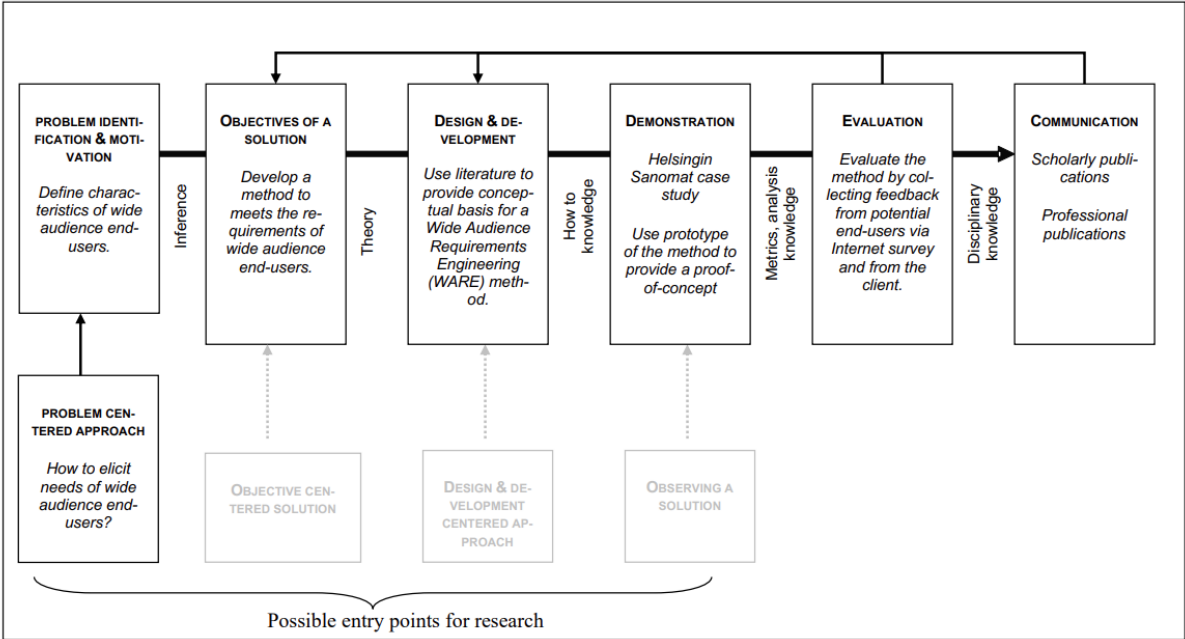 PROBLEM IDENTI-
FICATION & MOTI-
VATION
Define charac-
teristics of wide
audience end-
users.
Inference
OBJECTIVES OF A
SOLUTION
Develop a
method to
meets the re-
quirements of
wide audience
end-users.
Theory
DESIGN & DE-
VELOPMENT
Use literature to
provide concep-
tual basis for a
Wide Audience
Requirements
Engineering
(WARE) meth-
od.
How to
knowledge
DEMONSTRATION
Helsingin
Sanomat case
study
Use prototype
of the method to
provide a proof-
of-concept
Metrics, analysis
knowledge
EVALUATION
Evaluate the
method by col-
lecting feedback
from potential
end-users via
Internet survey
and from the
client.
Disciplinary
knowledge
COMMUNICATION
Scholarly publi-
cations
Professional
publications
PROBLEM CEN-
TERED APPROACH
How to elicit
needs of wide
audience end-
users?
OBJECTIVE CEN-
TERED SOLUTION
DESIGN & DE-
VELOPMENT
CENTERED AP-
PROACH
OBSERVING A
SOLUTION
Possible entry points for research